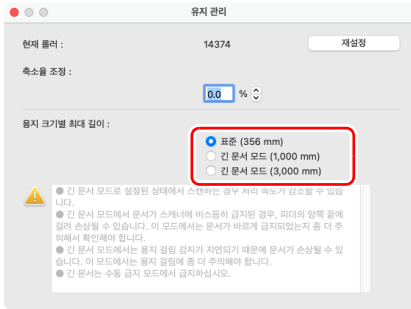 유지 관리
현재 롤러 : 14374 재설정
축소율 조정 :
0.0 %
용지 크기별 최대 길이 :
표준 (356 mm)
긴 문서 모드 (1,000 mm)
긴 문서 모드 (3,000 mm)
● 긴 문서 모드로 설정된 상태에서 스캔하는 경우 처리 속도가 감소할 수 있습
니다.
● 긴 문서 모드에서 문서가 스캐너에 비스듬히 급지된 경우, 피더의 양쪽 끝에
걸려 손상될 수 있습니다. 이 모드에서는 문서가 바르게 급지되었는지 좀 더 주
의해서 확인해야 합니다.
● 긴 문서 모드에서는 용지 걸림 감지가 지연되기 때문에 문서가 손상될 수 있
습니다. 이 모드에서는 용지 걸림에 좀 더 주의해야 합니다.
● 긴 문서는 수동 급지 모드에서 급지하십시오.